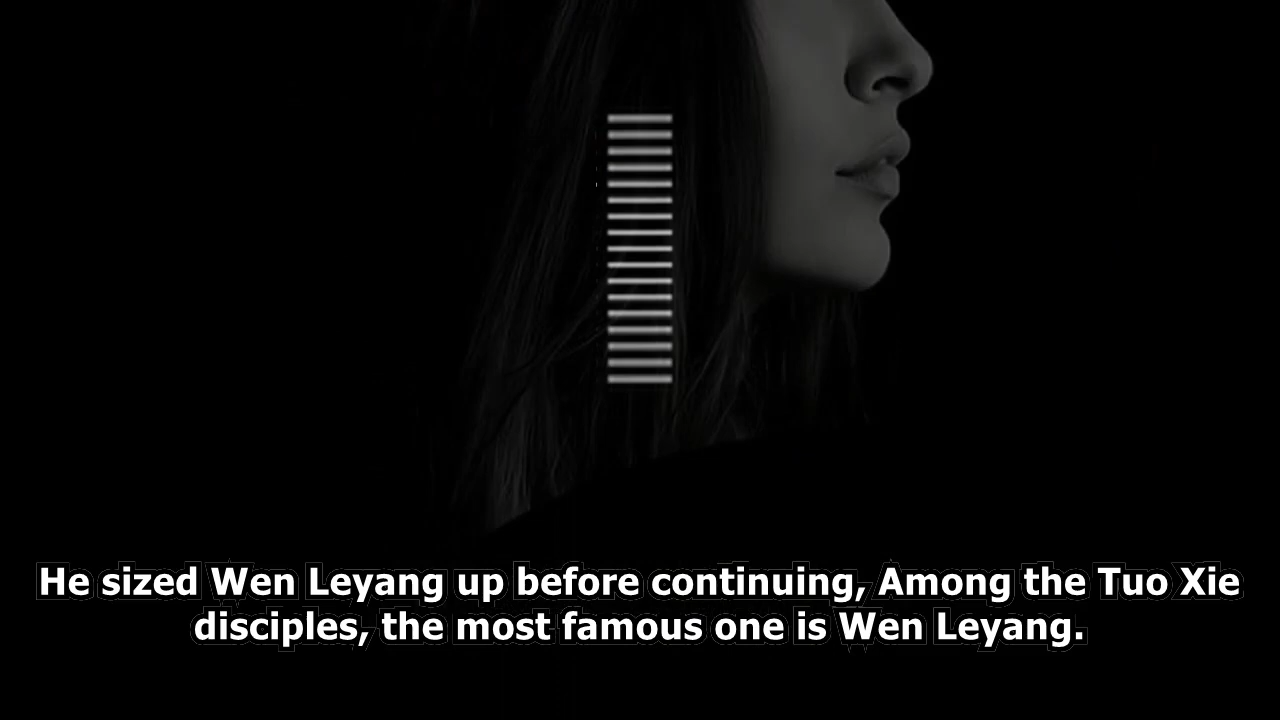 He sized Wen Leyang up before continuing, Among the Tuo Xie
disciples, the most famous one is Wen Leyang.